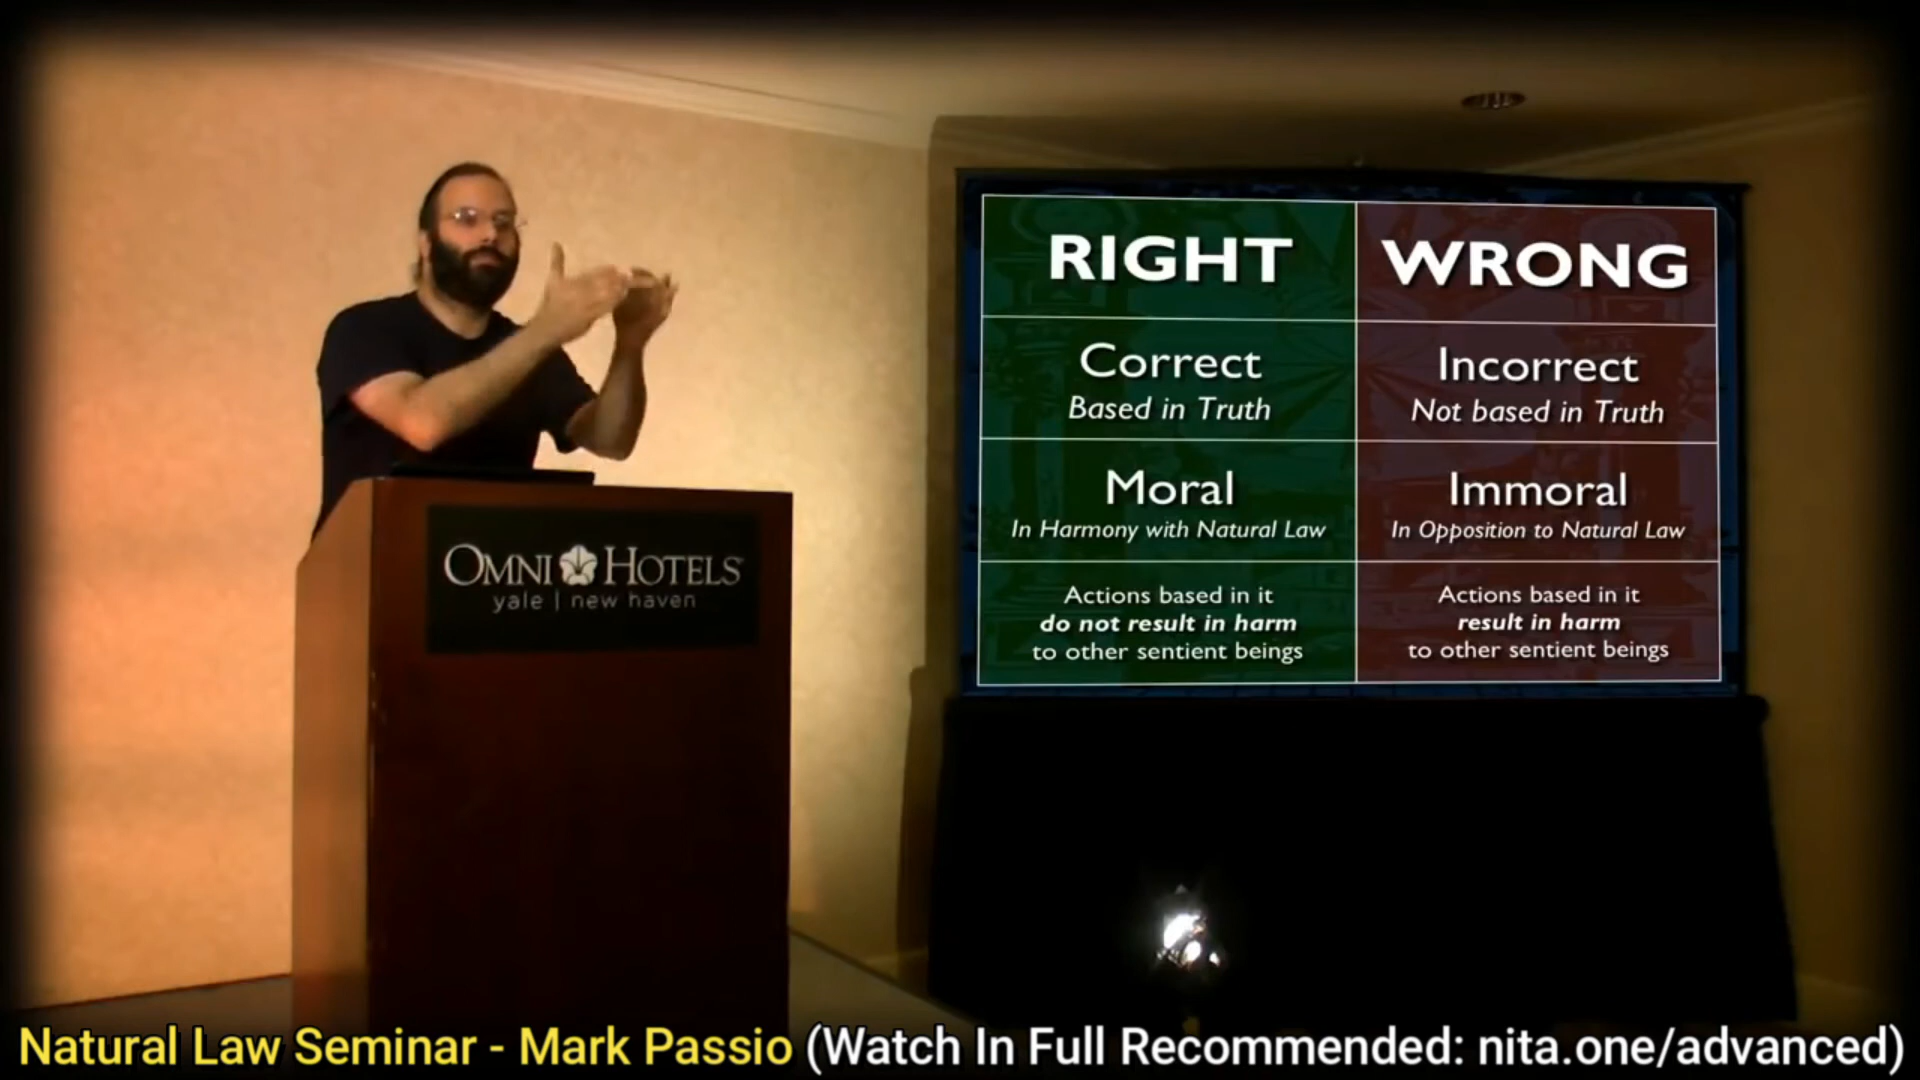 RIGHT
WRONG
Correct
Based in Truth
Incorrect
Not based in Truth
Moral
In Harmony with Natural Law
Immoral
In Opposition to Natural Law
Actions based in it
do not result in harm
to other sentient beings
Actions based in it
result in harm
to other sentient beings
OMNI HOTELS
yale | new haven
Natural Law Seminar - Mark Passio (Watch In Full Recommended: nita.one/advanced)